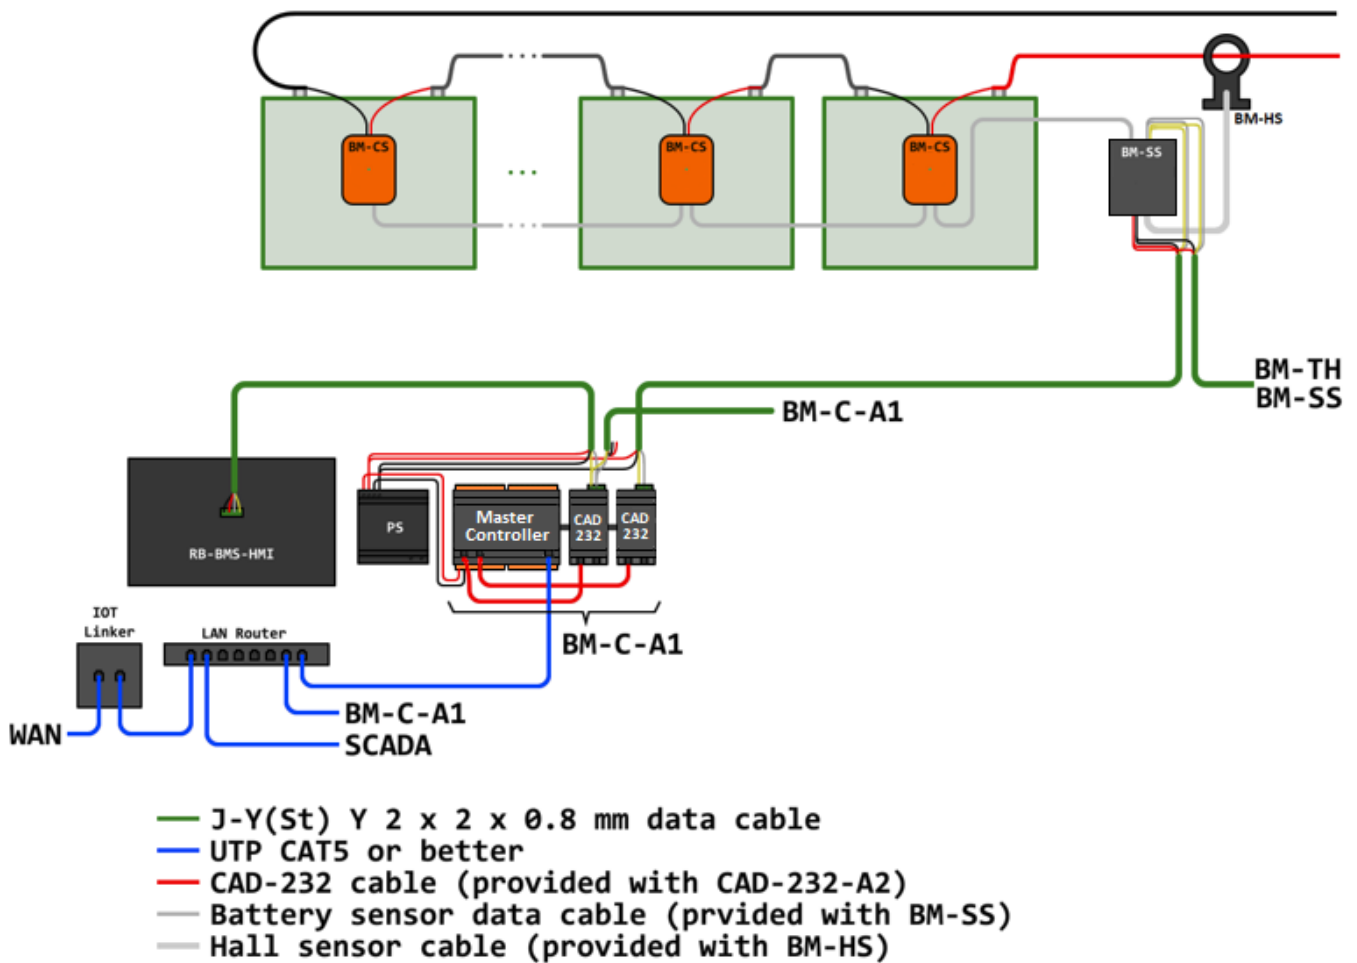 BM-CS
BM-CS
BM-CS
BM-HS
BM-SS
BM-TH
BM-SS
BM-C-A1
RB-BMS-HMI
PS
Master
Controller
CAD
232
CAD
232
BM-C-A1
IOT
Linker
LAN Router
WAN
BM-C-A1
SCADA
J-Y(St) Y 2 x 2 x 0.8 mm data cable
UTP CAT5 or better
CAD-232 cable (provided with CAD-232-A2)
Battery sensor data cable (prvided with BM-SS)
Hall sensor cable (provided with BM-HS)